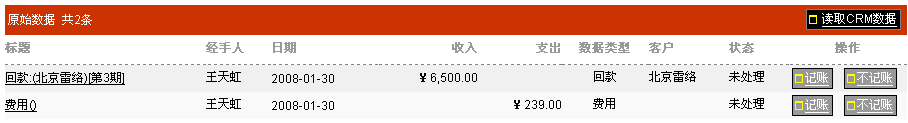 原始数据 共2条 读取CRM数据
标题 经手人 日期 收入 支出 数据类型 客户 状态 操作
回款:(北京雷络)[第3期] 王天虹 2008-01-30 ¥ 6,500.00 回款 北京雷络 未处理 记账 不记账
费用() 王天虹 2008-01-30 ¥ 239.00 费用 未处理 记账 不记账